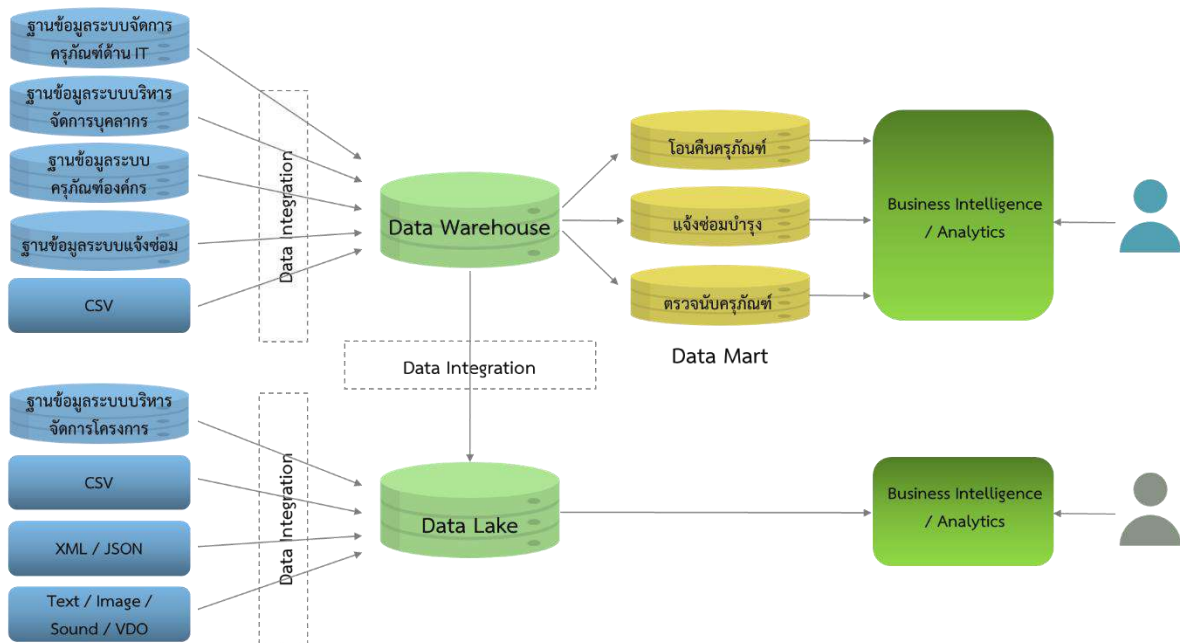 ฐานข้อมูลระบบจัดการ
ครุภัณฑ์ด้าน IT
ฐานข้อมูลระบบบริหาร
จัดการบุคลากร
ฐานข้อมูลระบบ
ครุภัณฑ์องค์กร
ฐานข้อมูลระบบแจ้งซ่อม
CSV
Data Integration
Data Warehouse
โอนคืนครุภัณฑ์
แจ้งซ่อมบำรุง
ตรวจนับครุภัณฑ์
Data Mart
Business Intelligence
/ Analytics
Data Integration
ฐานข้อมูลระบบบริหาร
จัดการโครงการ
CSV
XML / JSON
Text / Image /
Sound / VDO
Data Integration
Data Lake
Business Intelligence
/ Analytics